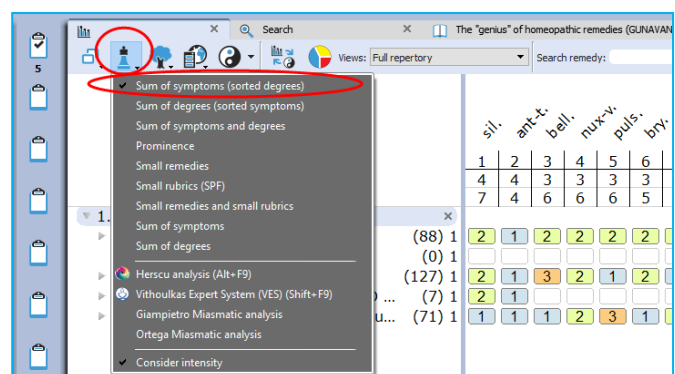 Search
The "genius" of homeopathic remedies (GUNAVAN
Views: Full repertory
Search remedy:
5
✓ Sum of symptoms (sorted degrees)
Sum of degrees (sorted symptoms)
Sum of symptoms and degrees
Prominence
Small remedies
Small rubrics (SPF)
Small remedies and small rubrics
Sum of symptoms
Sum of degrees
Herscu analysis (Alt+F9)
Vithoulkas Expert System (VES) (Shift+F9)
Giampietro Miasmatic analysis
Ortega Miasmatic analysis
✓ Consider intensity
sil. ant-t. bell. nux-v. puls. bry.
1 2 3 4 5 6
4 4 3 3 3 3
7 4 6 6 6 5
1.
(88) 1 2 1 2 2 2 2
(0) 1
(127) 1 2 1 3 2 1 2
) ... (7) 1 2 1
u... (71) 1 1 1 1 2 3 1